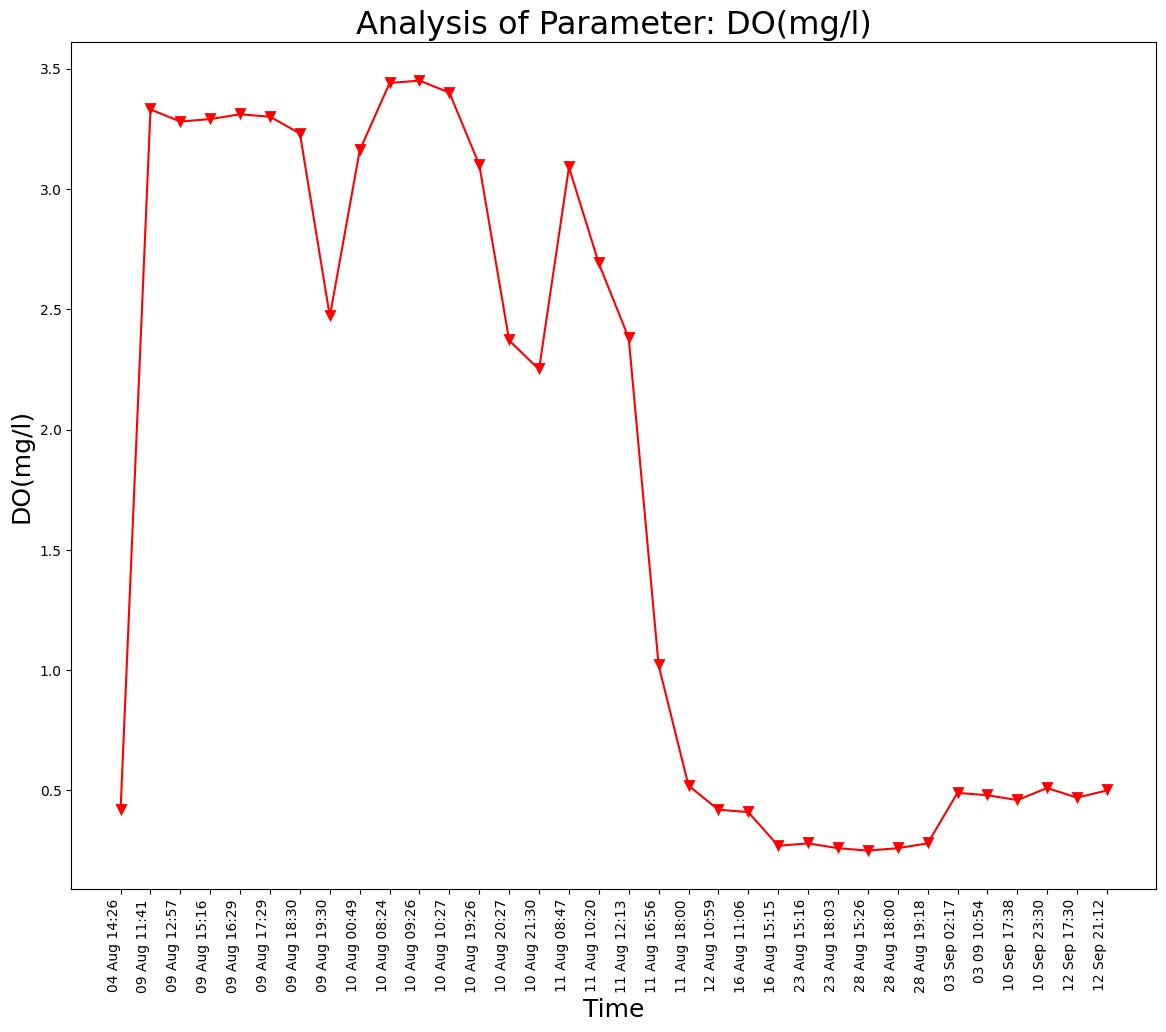 Analysis of Parameter: DO(mg/l)
DO(mg/l)
3.5
3.0
2.5
2.0
1.5
1.0
0.5
04 Aug 14:26
09 Aug 11:41
09 Aug 12:57
09 Aug 15:16
09 Aug 16:29
09 Aug 17:29
09 Aug 18:30
09 Aug 19:30
10 Aug 00:49
10 Aug 08:24
10 Aug 09:26
10 Aug 10:27
10 Aug 19:26
10 Aug 20:27
10 Aug 21:30
11 Aug 08:47
11 Aug 10:20
11 Aug 12:13
11 Aug 16:56
11 Aug 18:00
12 Aug 10:59
16 Aug 11:06
16 Aug 15:15
23 Aug 15:16
23 Aug 18:03
28 Aug 15:26
28 Aug 18:00
28 Aug 19:18
03 Sep 02:17
03 09 10:54
10 Sep 17:38
10 Sep 23:30
12 Sep 17:30
12 Sep 21:12
Time